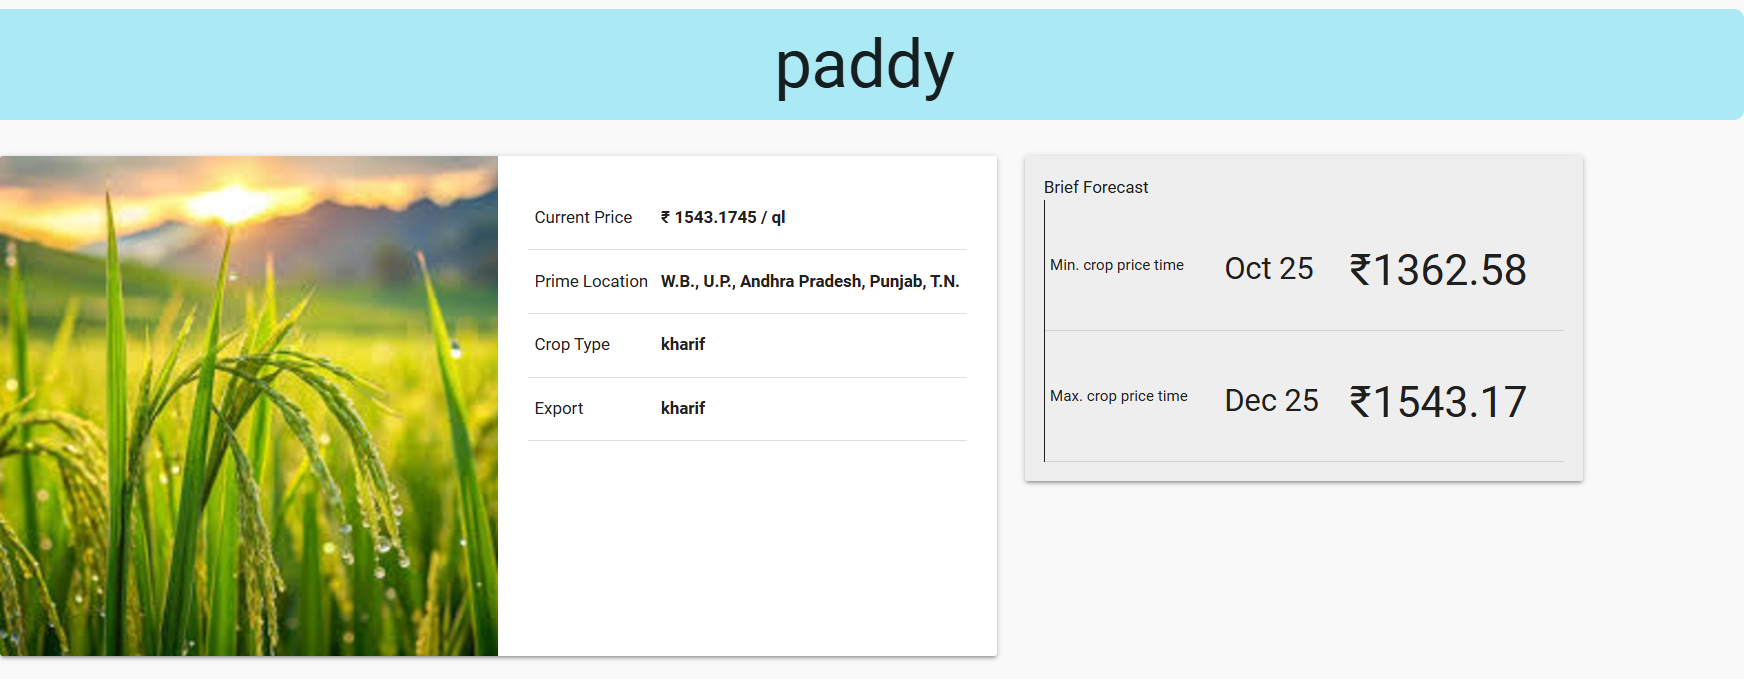 paddy
Current Price ₹ 1543.1745 / ql
Prime Location W.B., U.P., Andhra Pradesh, Punjab, T.N.
Crop Type kharif
Export kharif
Brief Forecast
Min. crop price time Oct 25 ₹1362.58
Max. crop price time Dec 25 ₹1543.17